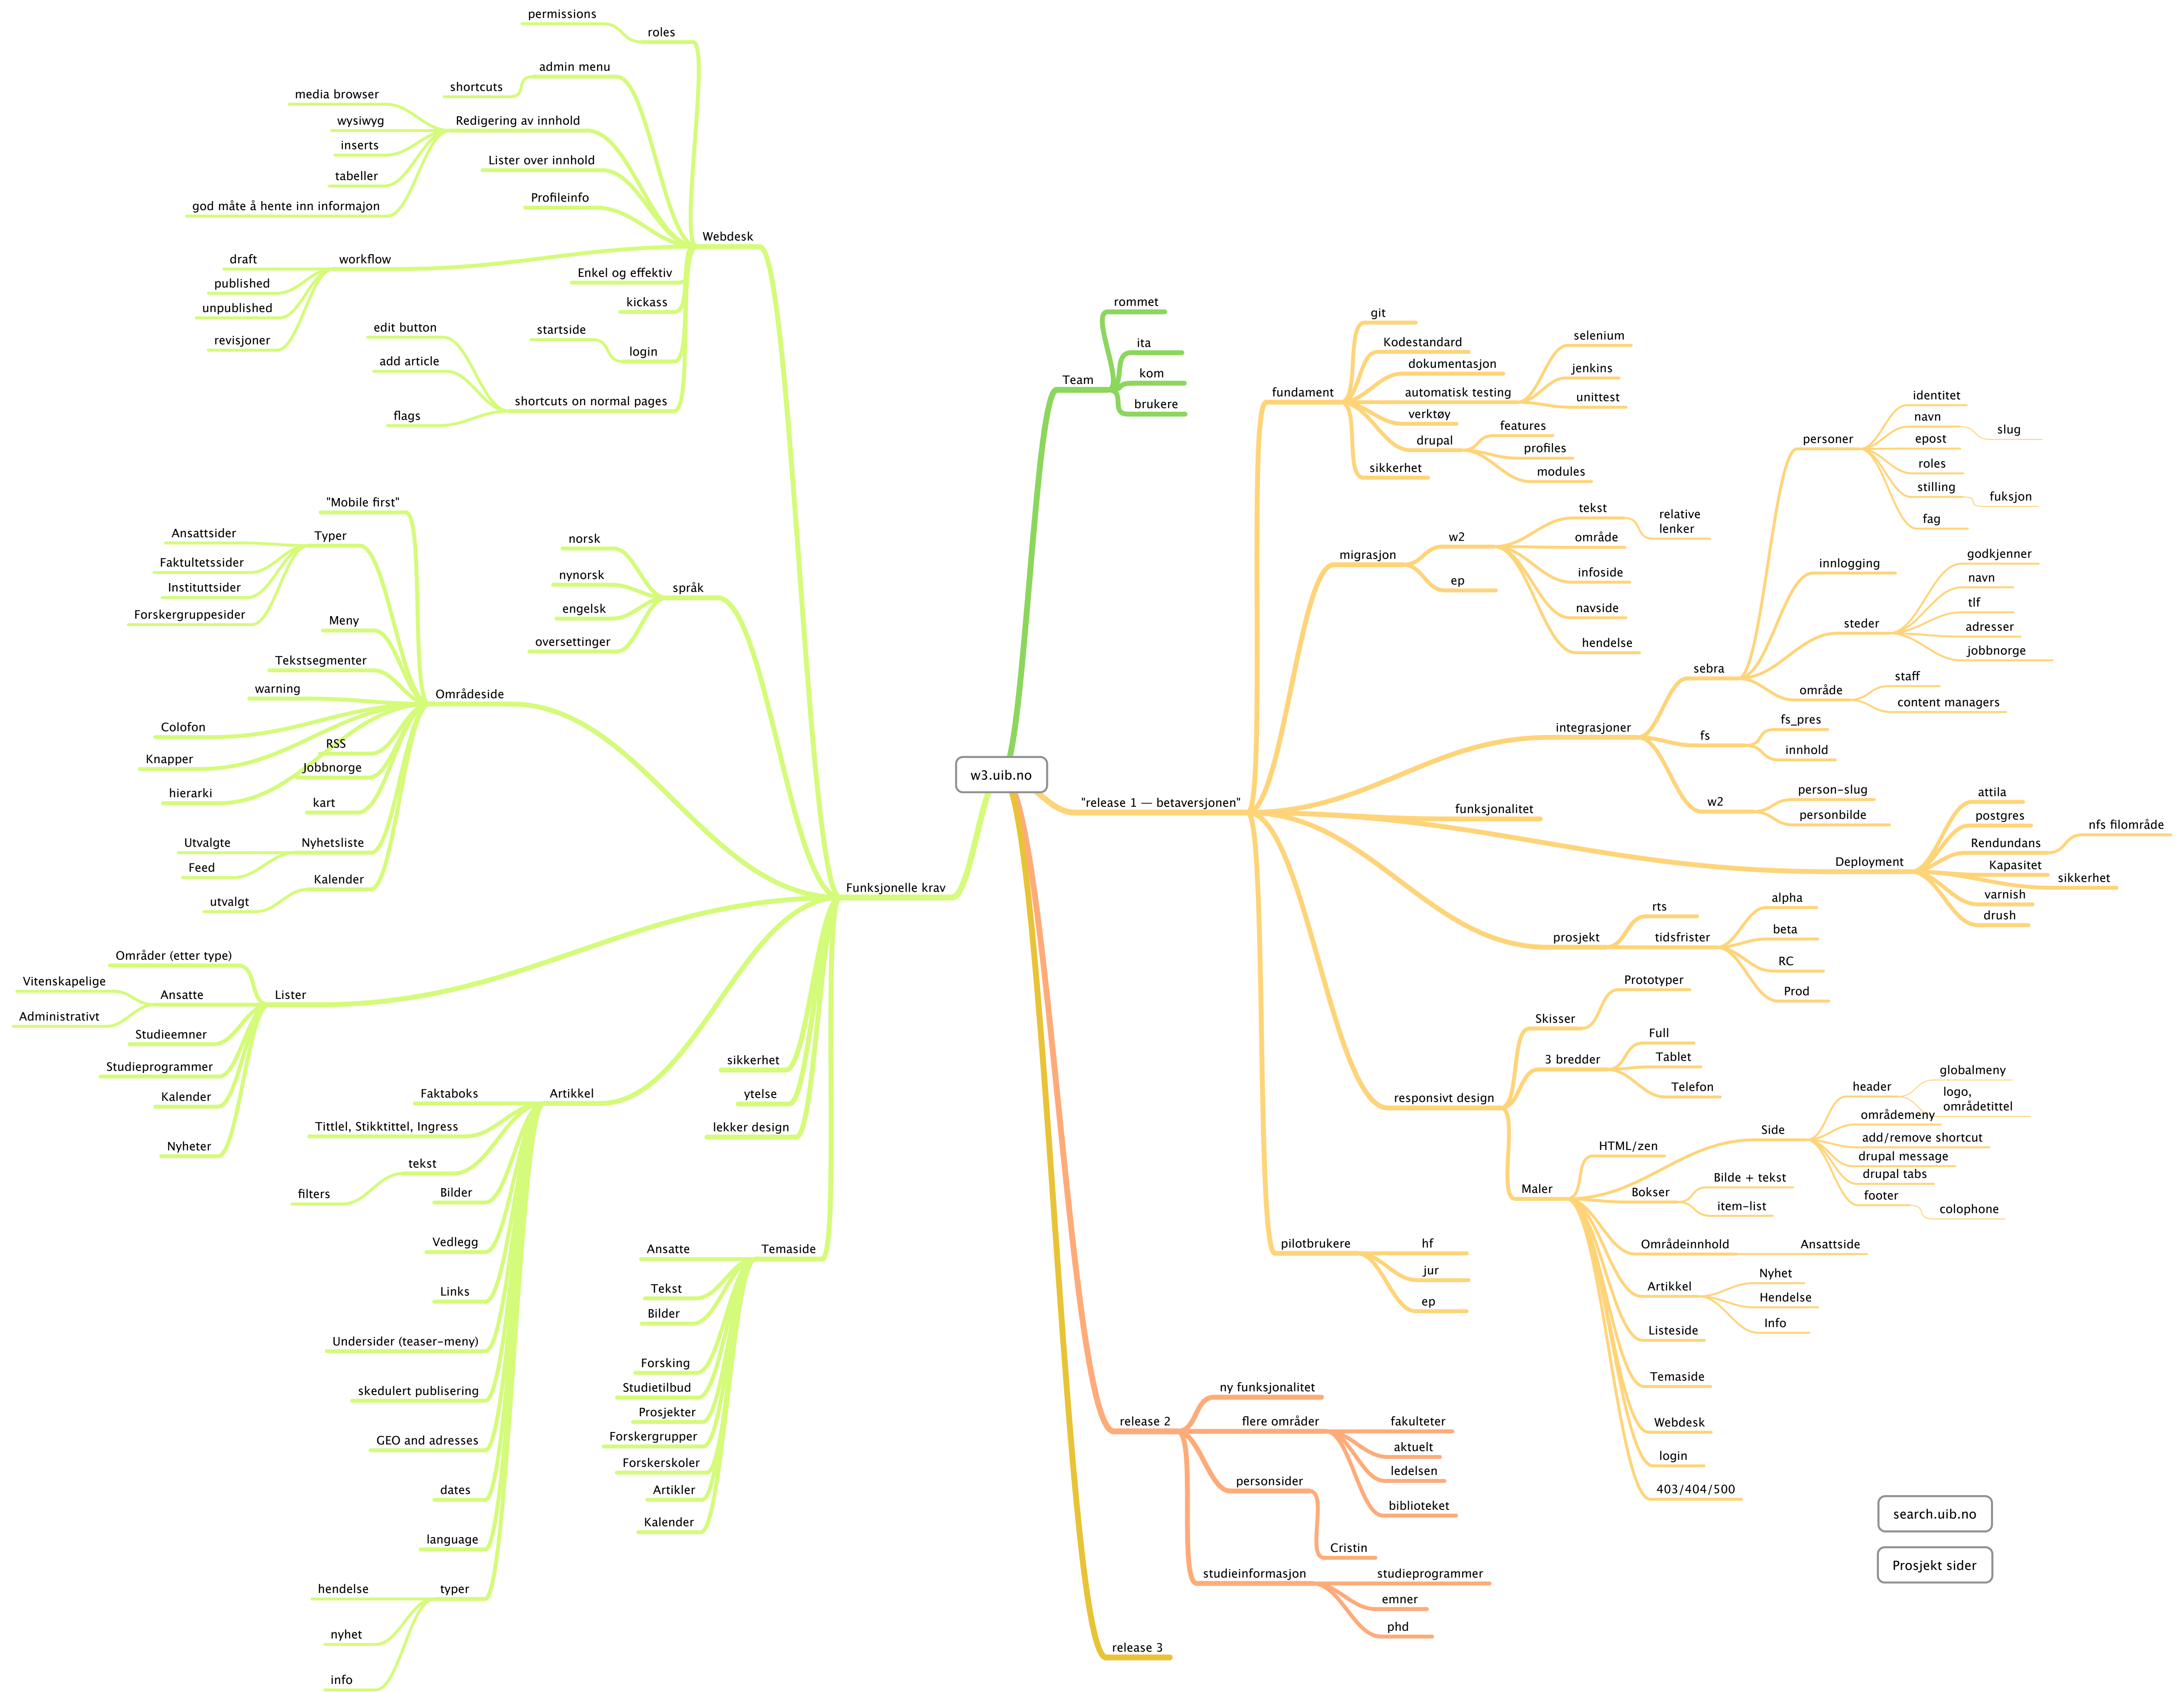 permissions
roles
admin menu
shortcuts
media browser
Redigering av innhold
wysiwyg
inserts
tabeller
god måte å hente inn informajon
Lister over innhold
Profileinfo
Webdesk
workflow
draft
published
unpublished
revisjoner
Enkel og effektiv
kickass
startside
login
edit button
add article
shortcuts on normal pages
flags
"Mobile first"
Typer
Ansattsider
Faktultetssider
Instituttsider
Forskergruppesider
Meny
Tekstsegmenter
warning
Områdeside
Colofon
RSS
Knapper
Jobbnorge
hierarki
kart
Utvalgte
Nyhetsliste
Feed
Kalender
utvalgt
norsk
nynorsk
språk
engelsk
oversettinger
Funksjonelle krav
Områder (etter type)
Vitenskapelige
Ansatte
Lister
Administrativt
Studieemner
Studieprogrammer
Kalender
Nyheter
sikkerhet
ytelse
lekker design
Faktaboks
Artikkel
Tittlel, Stikktittel, Ingress
tekst
filters
Bilder
Vedlegg
Links
Undersider (teaser-meny)
skedulert publisering
GEO and adresses
dates
language
hendelse
typer
nyhet
info
Ansatte
Temaside
Tekst
Bilder
Forsking
Studietilbud
Prosjekter
Forskergrupper
Forskerskoler
Artikler
Kalender
w3.uib.no
rommet
ita
Team
kom
brukere
"release 1 — betaversjonen"
fundament
git
Kodestandard
dokumentasjon
automatisk testing
selenium
jenkins
unittest
verktøy
drupal
features
profiles
modules
sikkerhet
migrasjon
w2
tekst
relative
lenker
område
infoside
navside
hendelse
ep
integrasjoner
sebra
personer
identitet
navn
slug
epost
roles
stilling
fuksjon
fag
innlogging
steder
godkjenner
navn
tlf
adresser
jobbnorge
område
staff
content managers
fs
fs_pres
innhold
w2
person-slug
personbilde
funksjonalitet
Deployment
attila
postgres
Rendundans
nfs filområde
Kapasitet
sikkerhet
varnish
drush
prosjekt
rts
tidsfrister
alpha
beta
RC
Prod
responsivt design
Skisser
Prototyper
3 bredder
Full
Tablet
Telefon
Maler
HTML/zen
Side
header
globalmeny
logo,
områdetittel
områdemeny
add/remove shortcut
drupal message
drupal tabs
footer
colophone
Bokser
Bilde + tekst
item-list
Områdeinnhold
Ansattside
Artikkel
Nyhet
Hendelse
Info
Listeside
Temaside
Webdesk
login
403/404/500
pilotbrukere
hf
jur
ep
release 2
ny funksjonalitet
flere områder
fakulteter
aktuelt
ledelsen
biblioteket
personsider
Cristin
studieinformasjon
studieprogrammer
emner
phd
release 3
search.uib.no
Prosjekt sider